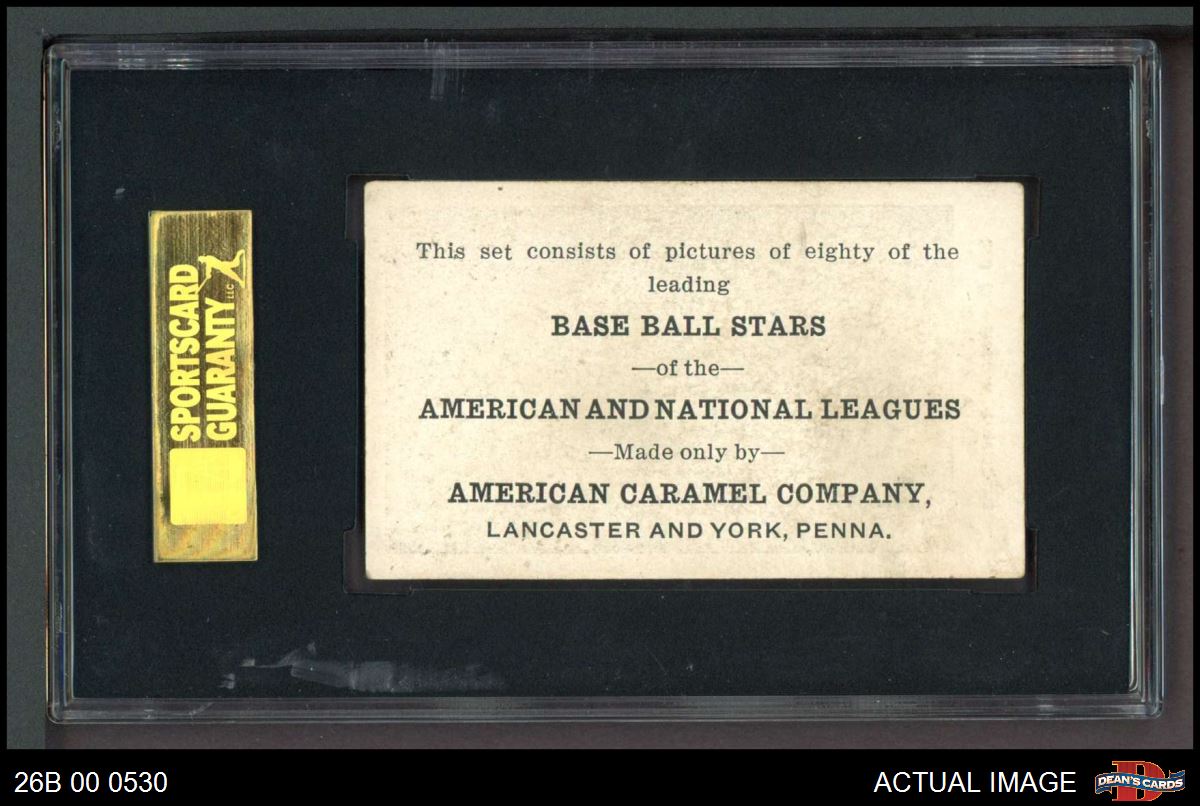 This set consists of pictures of eighty of the
leading
BASE BALL STARS
—of the—
AMERICAN AND NATIONAL LEAGUES
—Made only by—
AMERICAN CARAMEL COMPANY,
LANCASTER AND YORK, PENNA.
SPORTSCARD
GUARANTY LLC
26B 00 0530
ACTUAL IMAGE
DEAN'S CARDS